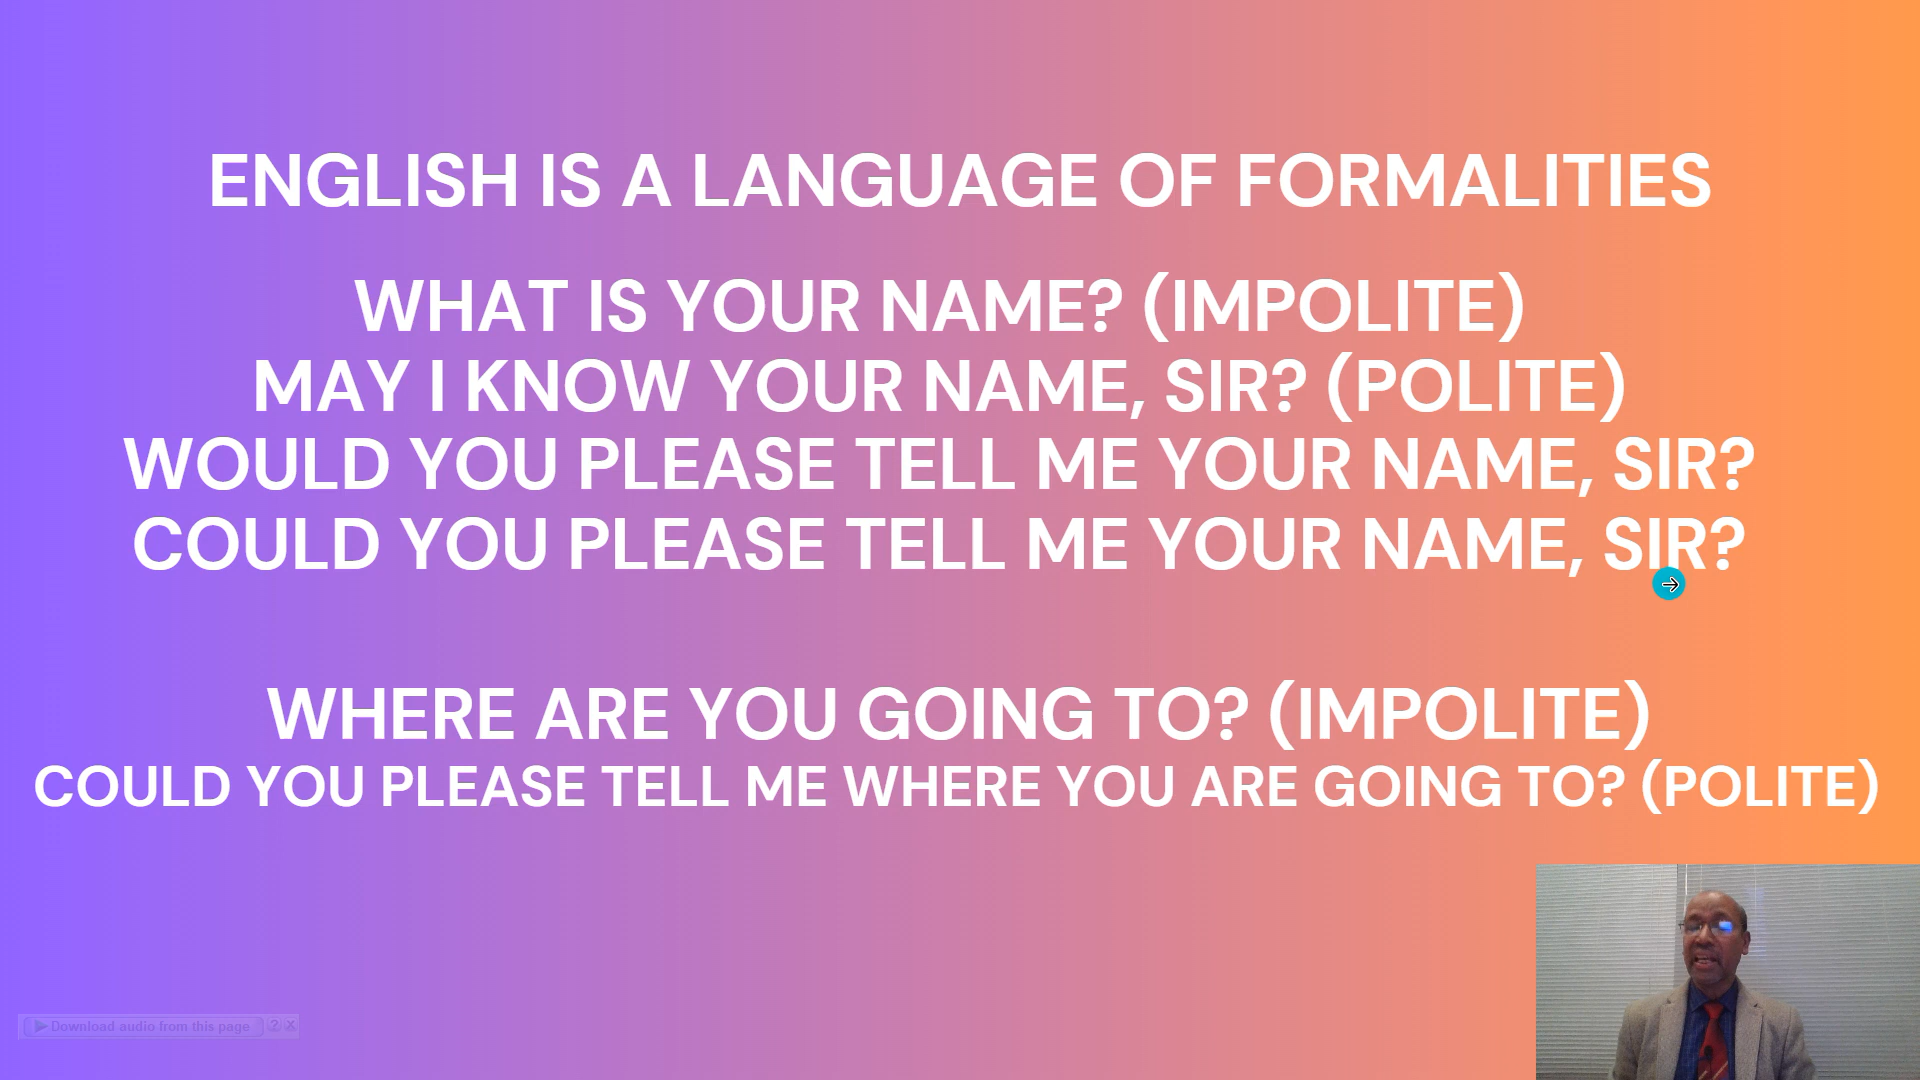 ENGLISH IS A LANGUAGE OF FORMALITIES
WHAT IS YOUR NAME? (IMPOLITE)
MAY I KNOW YOUR NAME, SIR? (POLITE)
WOULD YOU PLEASE TELL ME YOUR NAME, SIR?
COULD YOU PLEASE TELL ME YOUR NAME, SIR?
WHERE ARE YOU GOING TO? (IMPOLITE)
COULD YOU PLEASE TELL ME WHERE YOU ARE GOING TO? (POLITE)
Download audio from this page ? X